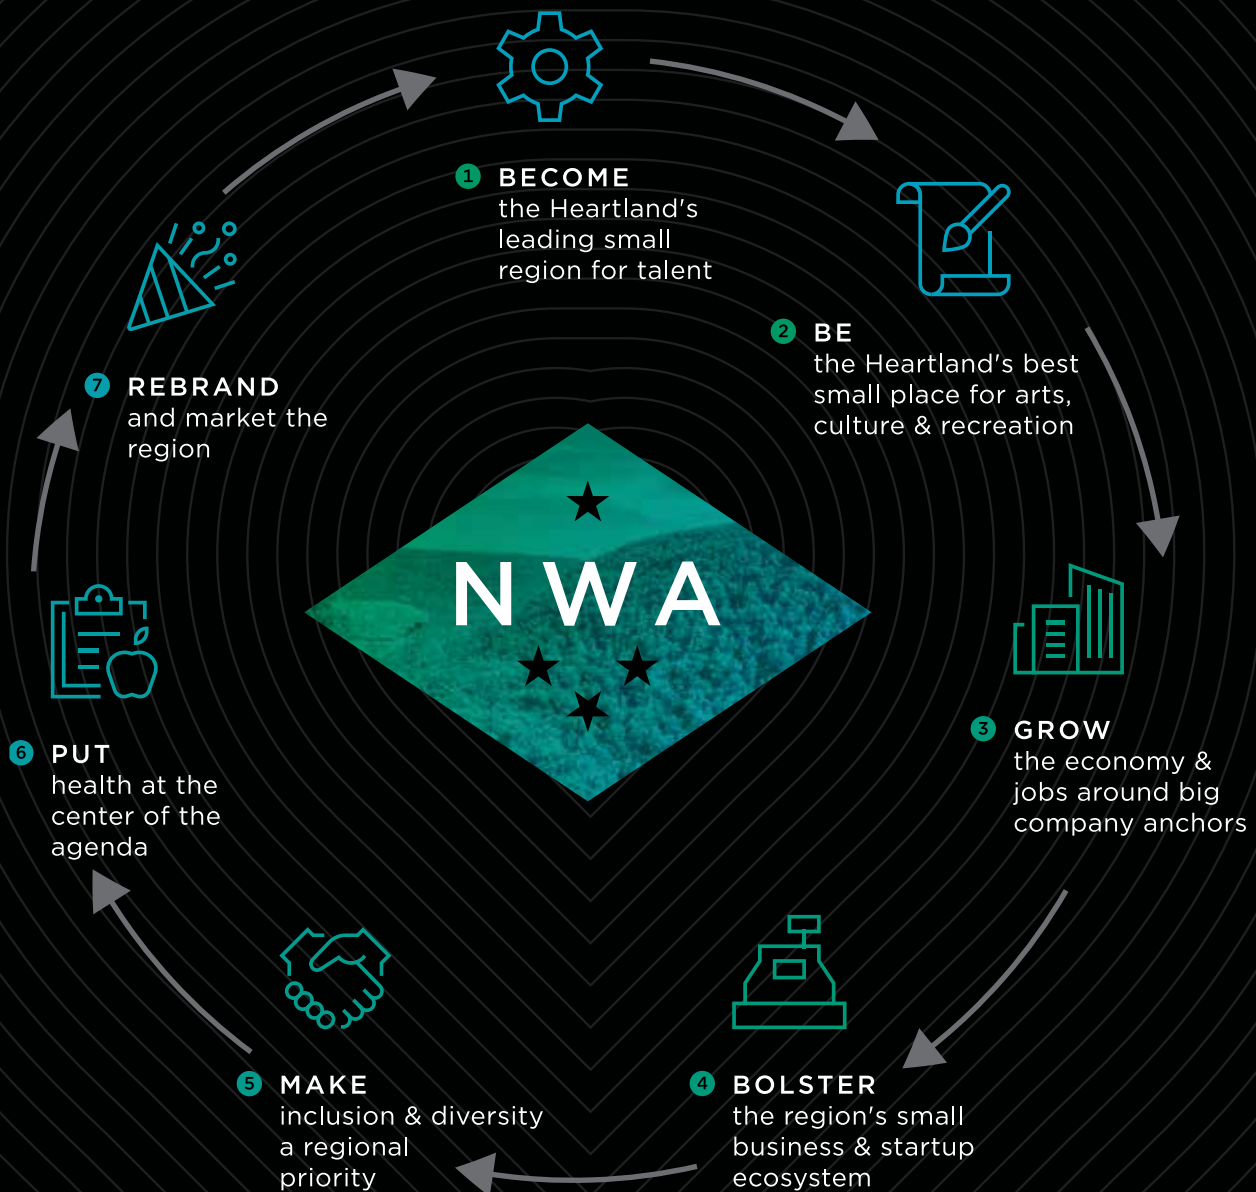 1 BECOME
the Heartland's
leading small
region for talent
2 BE
the Heartland's best
small place for arts,
culture & recreation
3 GROW
the economy &
jobs around big
company anchors
4 BOLSTER
the region's small
business & startup
ecosystem
5 MAKE
inclusion & diversity
a regional
priority
6 PUT
health at the
center of the
agenda
7 REBRAND
and market the
region
NWA